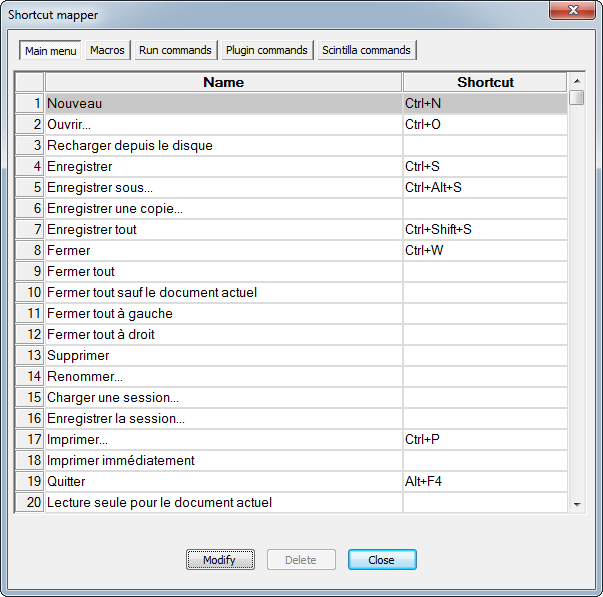 Shortcut mapper
Main menu Macros Run commands Plugin commands Scintilla commands
Name Shortcut
1 Nouveau Ctrl+N
2 Ouvrir... Ctrl+O
3 Recharger depuis le disque
4 Enregistrer Ctrl+S
5 Enregistrer sous... Ctrl+Alt+S
6 Enregistrer une copie...
7 Enregistrer tout Ctrl+Shift+S
8 Fermer Ctrl+W
9 Fermer tout
10 Fermer tout sauf le document actuel
11 Fermer tout à gauche
12 Fermer tout à droit
13 Supprimer
14 Renommer...
15 Charger une session...
16 Enregistrer la session...
17 Imprimer... Ctrl+P
18 Imprimer immédiatement
19 Quitter Alt+F4
20 Lecture seule pour le document actuel
Modify Delete Close